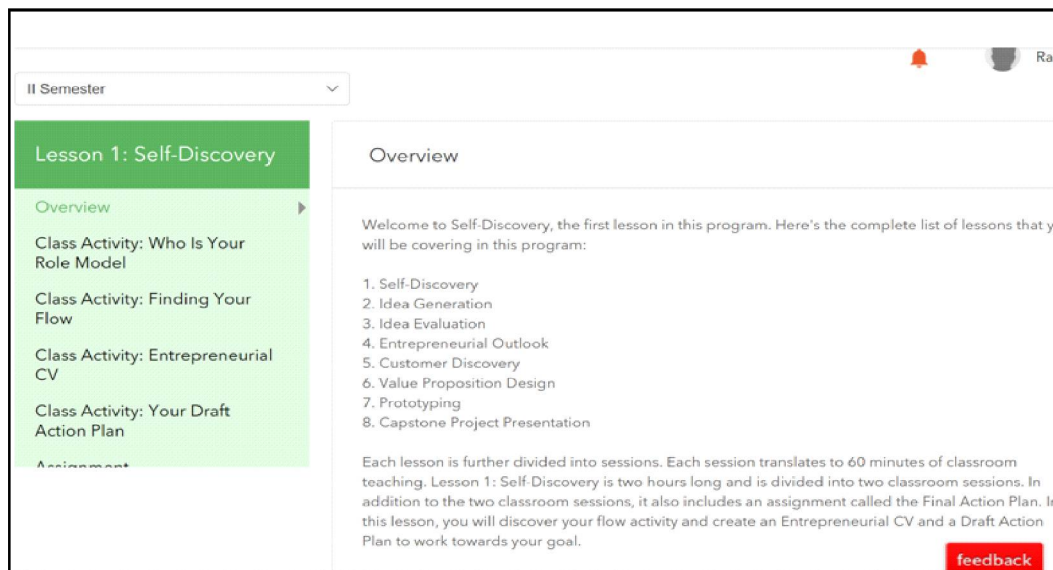 Ra
II Semester
Lesson 1: Self-Discovery
Overview
Class Activity: Who Is Your
Role Model
Class Activity: Finding Your
Flow
Class Activity: Entrepreneurial
CV
Class Activity: Your Draft
Action Plan
Assignment
Overview
Welcome to Self-Discovery, the first lesson in this program. Here's the complete list of lessons that y
will be covering in this program:
1. Self-Discovery
2. Idea Generation
3. Idea Evaluation
4. Entrepreneurial Outlook
5. Customer Discovery
6. Value Proposition Design
7. Prototyping
8. Capstone Project Presentation
Each lesson is further divided into sessions. Each session translates to 60 minutes of classroom
teaching. Lesson 1: Self-Discovery is two hours long and is divided into two classroom sessions. In
addition to the two classroom sessions, it also includes an assignment called the Final Action Plan. In
this lesson, you will discover your flow activity and create an Entrepreneurial CV and a Draft Action
Plan to work towards your goal.
feedback